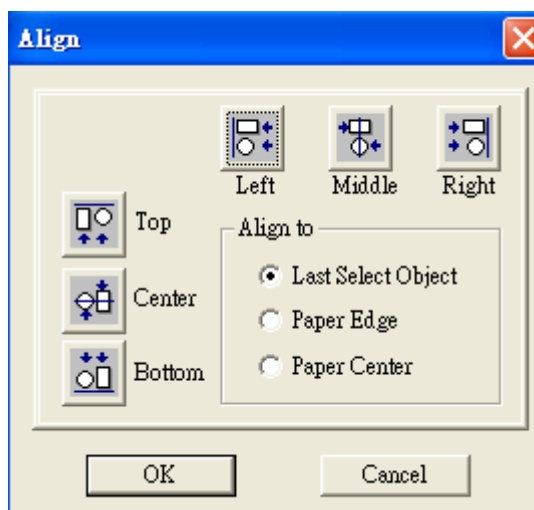 Align
Left Middle Right
Top
Align to
Last Select Object
Center
Paper Edge
Bottom
Paper Center
OK Cancel